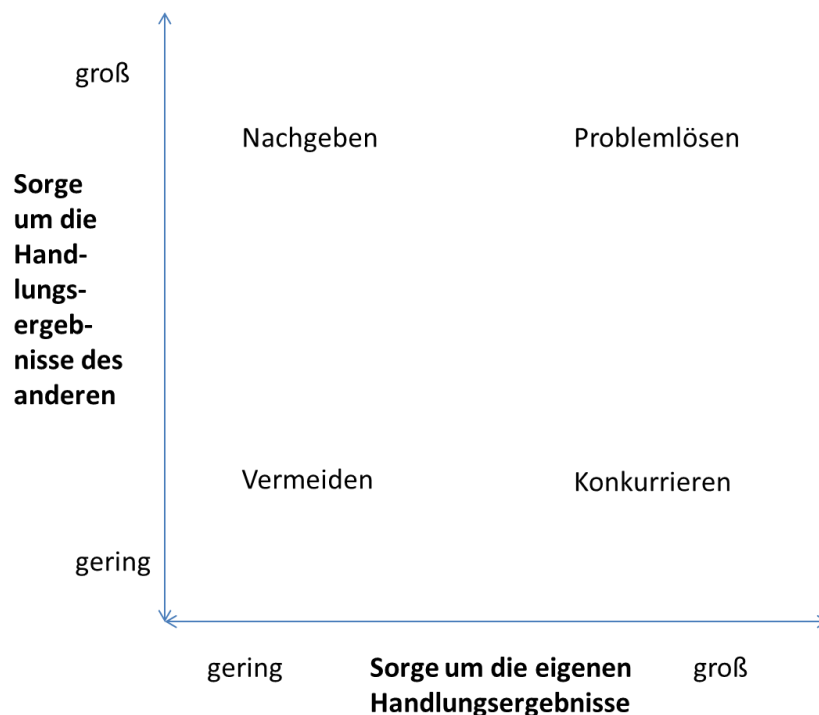 groß
Nachgeben Problemlösen
Sorge
um die
Hand-
lungs-
ergeb-
nisse des
anderen
Vermeiden Konkurrieren
gering
gering Sorge um die eigenen groß
Handlungsergebnisse